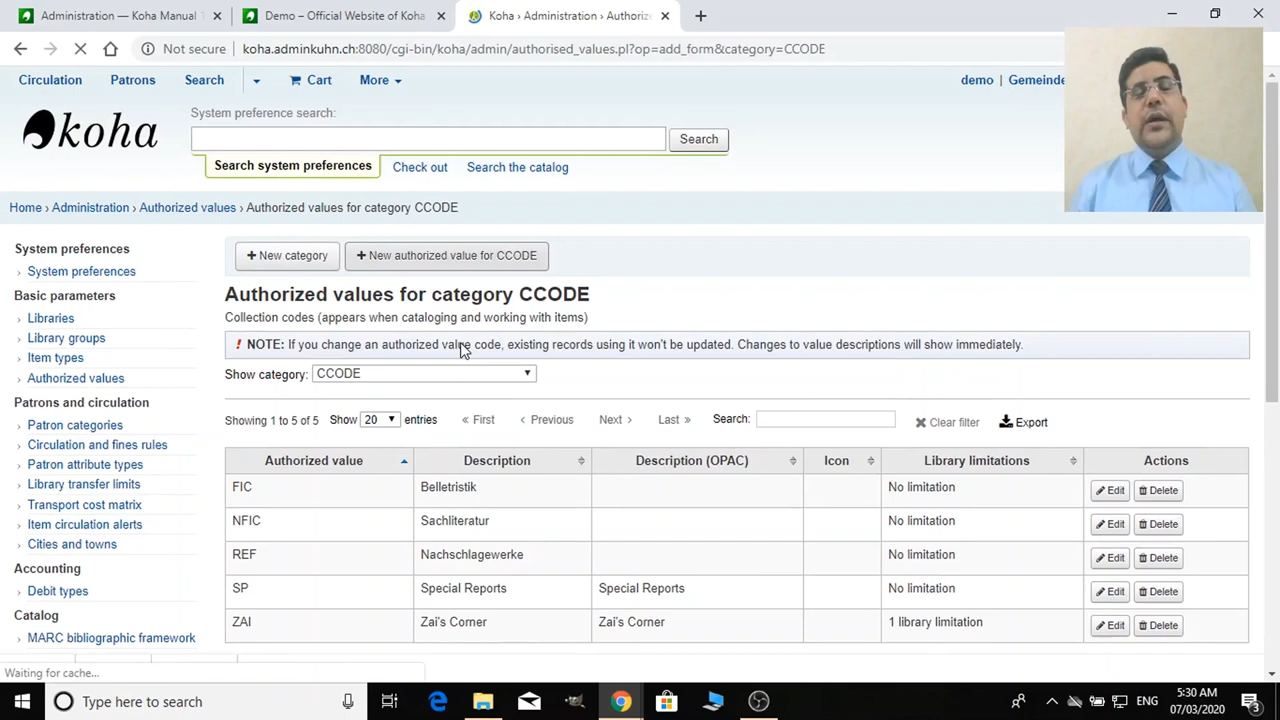 Administration — Koha Manual
Demo – Official Website of Koha
Koha › Administration › Authorize
Not secure
koha.adminkuhn.ch:8080/cgi-bin/koha/admin/authorised_values.pl?op=add_form&category=CCODE
Circulation
Patrons
Search
Cart
More
demo | Gemeinde
koha
System preference search:
Search
Search system preferences
Check out
Search the catalog
Home › Administration › Authorized values › Authorized values for category CCODE
System preferences
› System preferences
Basic parameters
› Libraries
› Library groups
› Item types
› Authorized values
Patrons and circulation
› Patron categories
› Circulation and fines rules
› Patron attribute types
› Library transfer limits
› Transport cost matrix
› Item circulation alerts
› Cities and towns
Accounting
› Debit types
Catalog
› MARC bibliographic framework
+ New category
+ New authorized value for CCODE
Authorized values for category CCODE
Collection codes (appears when cataloging and working with items)
! NOTE: If you change an authorized value code, existing records using it won't be updated. Changes to value descriptions will show immediately.
Show category: CCODE
Showing 1 to 5 of 5 Show 20 entries « First ‹ Previous Next › Last » Search: Clear filter Export
Authorized value Description Description (OPAC) Icon Library limitations Actions
FIC Belletristik No limitation Edit Delete
NFIC Sachliteratur No limitation Edit Delete
REF Nachschlagewerke No limitation Edit Delete
SP Special Reports Special Reports No limitation Edit Delete
ZAI Zai's Corner Zai's Corner 1 library limitation Edit Delete
Waiting for cache...
Type here to search
ENG
5:30 AM
07/03/2020
3